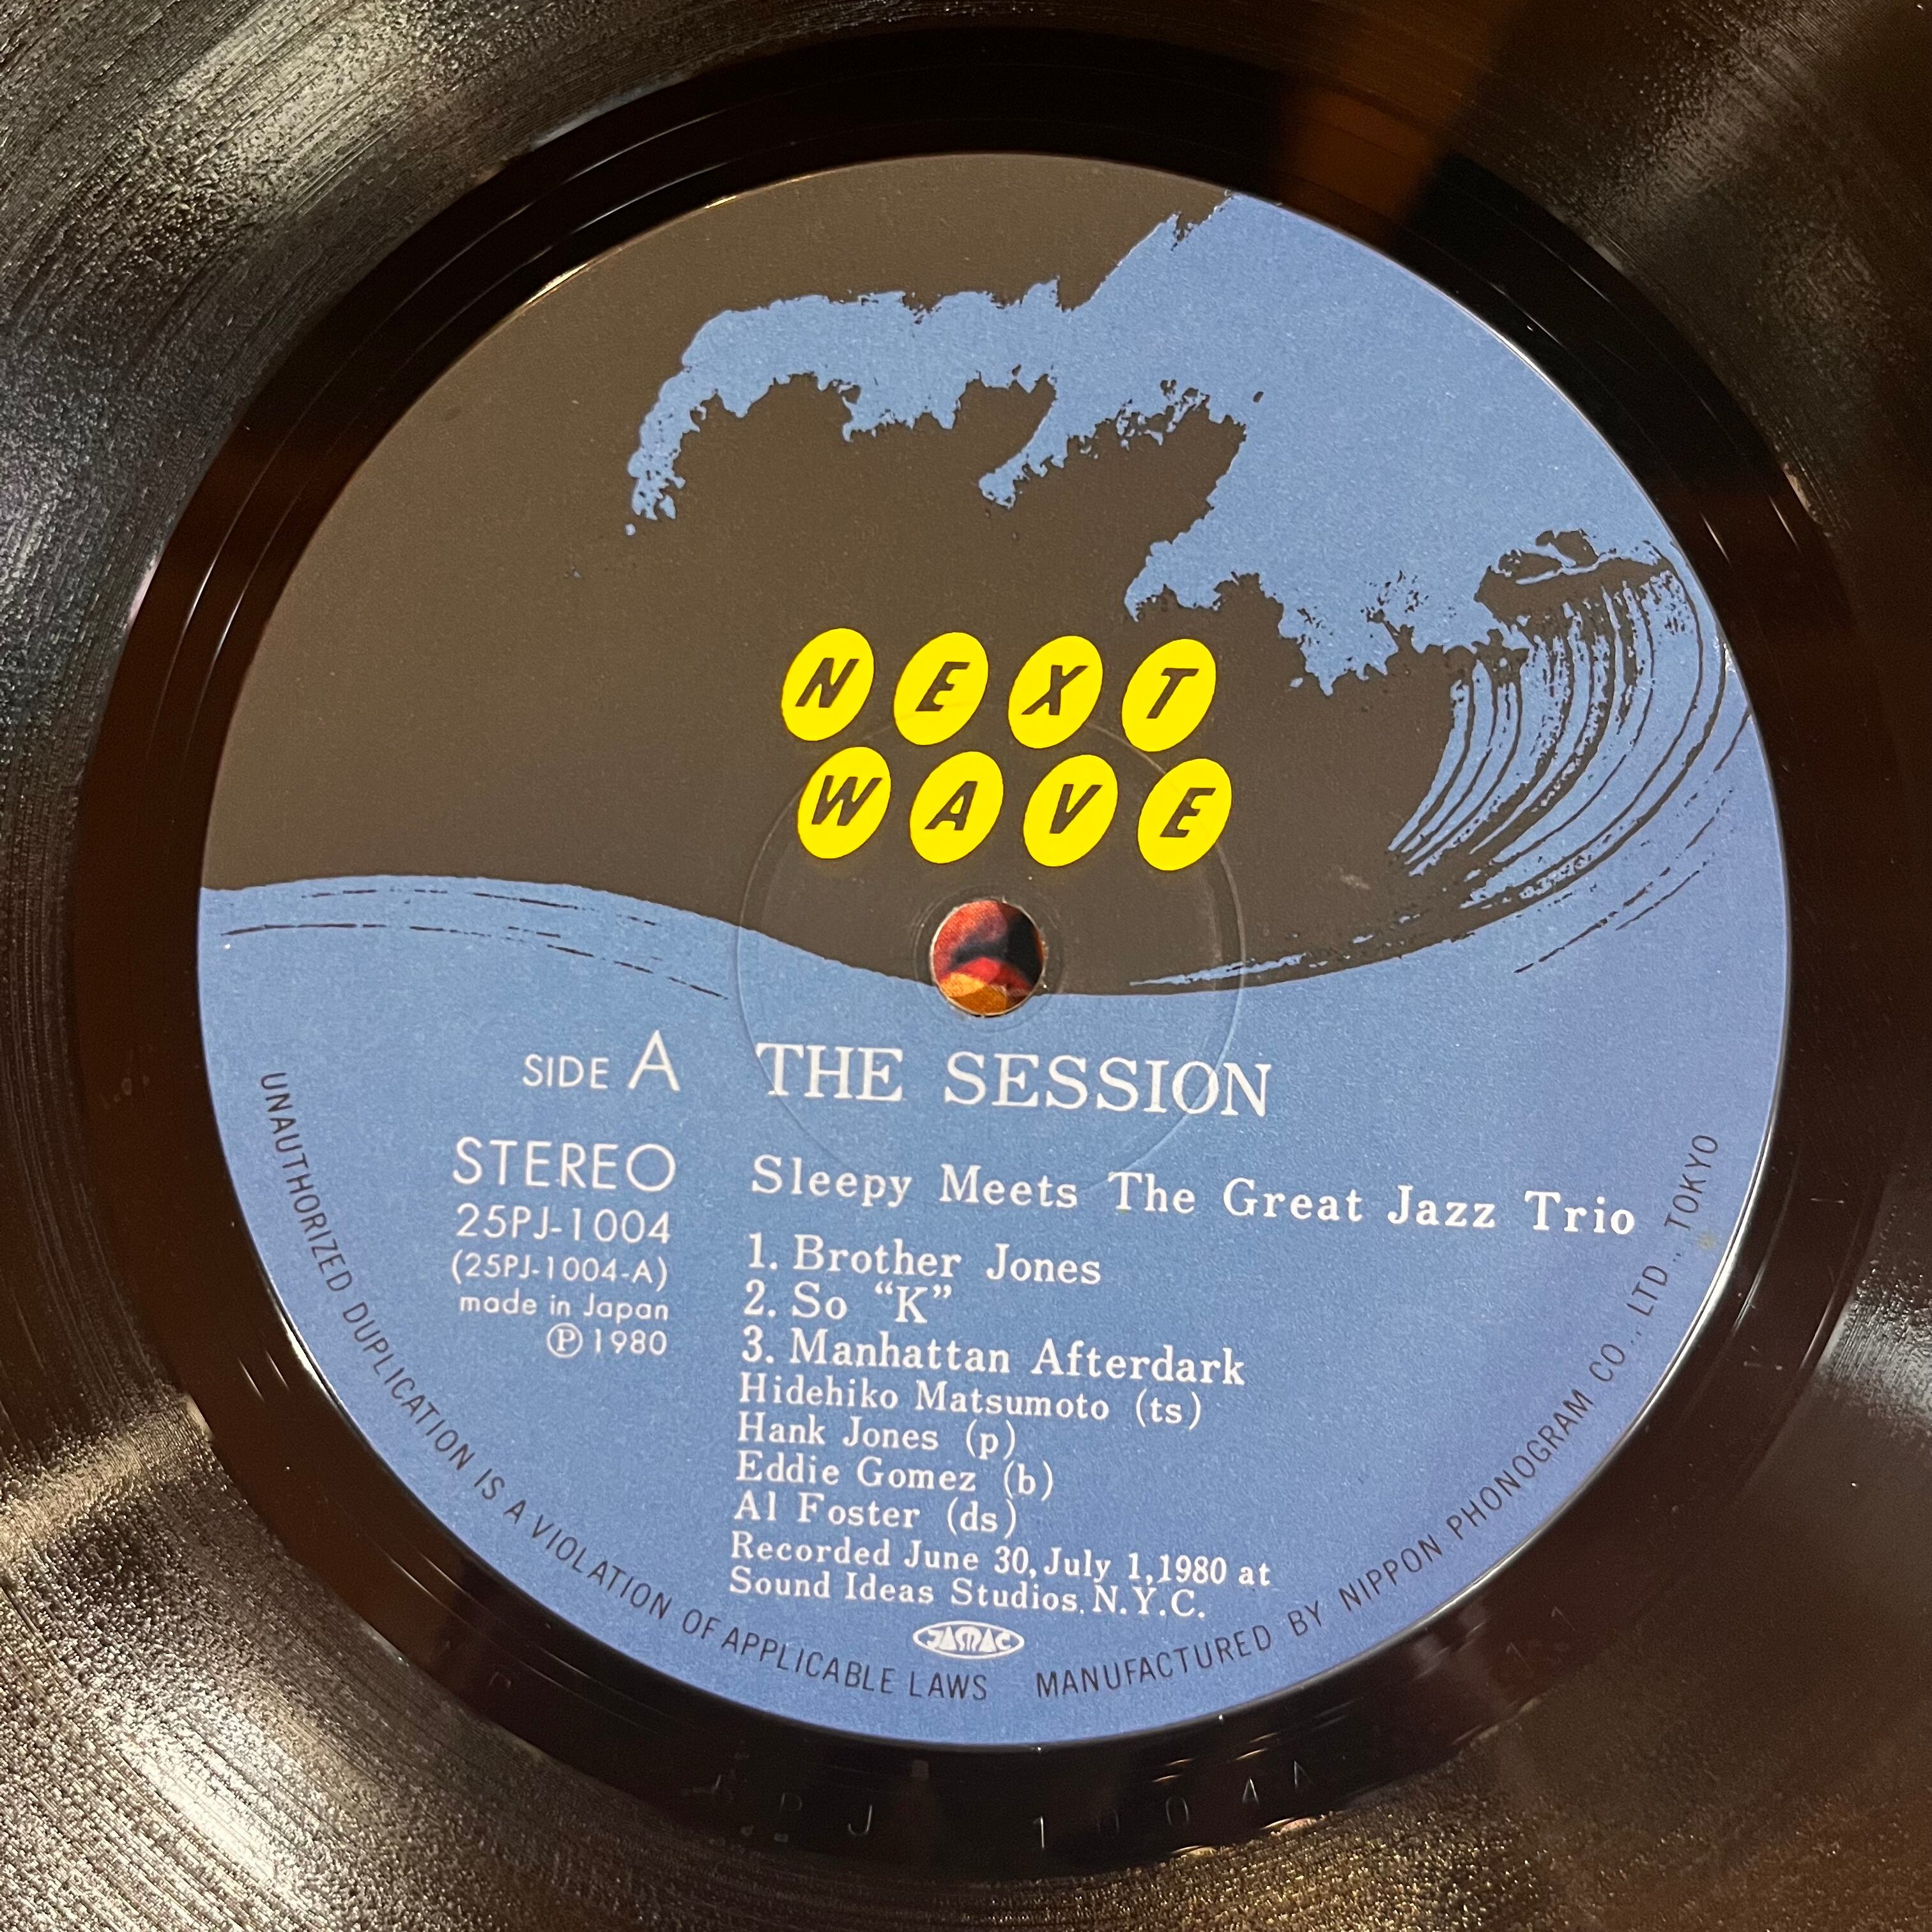 NEXT
WAVE
SIDE A
THE SESSION
STEREO
25PJ-1004
(25PJ-1004-A)
made in Japan
Ⓟ 1980
Sleepy Meets The Great Jazz Trio
1. Brother Jones
2. So “K”
3. Manhattan Afterdark
Hidehiko Matsumoto (ts)
Hank Jones (p)
Eddie Gomez (b)
Al Foster (ds)
Recorded June 30, July 1, 1980 at
Sound Ideas Studios, N.Y.C.
JASRAC
UNAUTHORIZED DUPLICATION IS A VIOLATION OF APPLICABLE LAWS
MANUFACTURED BY NIPPON PHONOGRAM CO., LTD., TOKYO